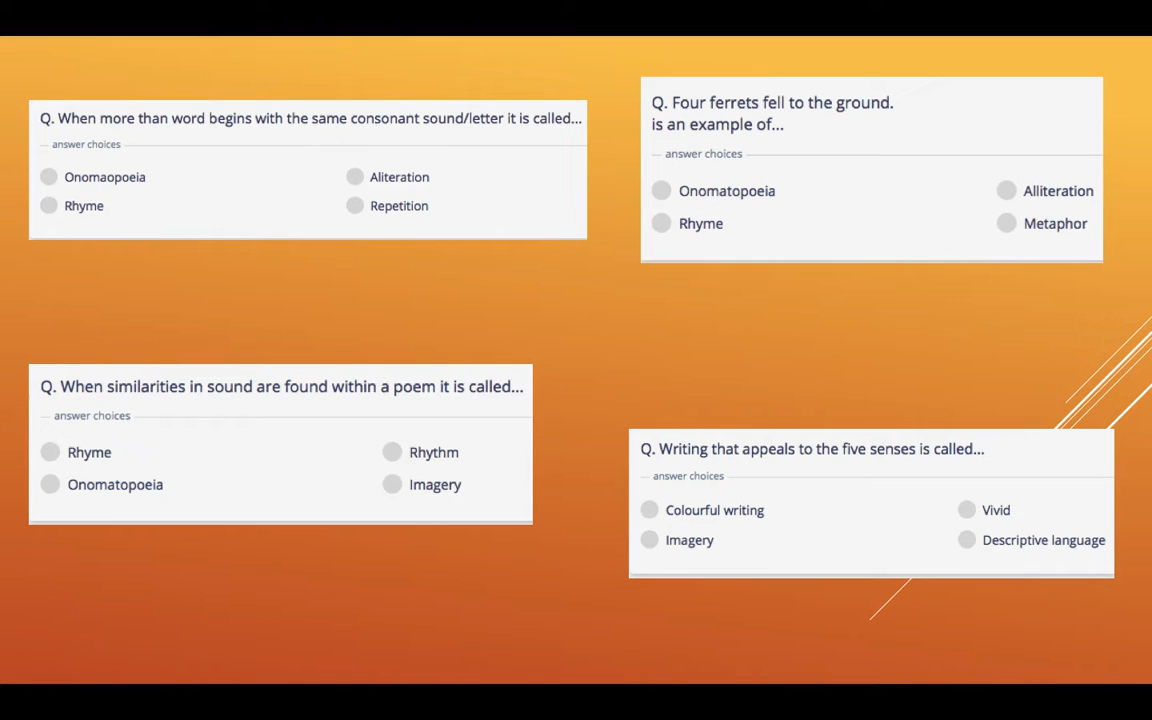 Q. When more than word begins with the same consonant sound/letter it is called...
answer choices
Onomaopoeia
Aliteration
Rhyme
Repetition
Q. Four ferrets fell to the ground.
is an example of...
answer choices
Onomatopoeia
Alliteration
Rhyme
Metaphor
Q. When similarities in sound are found within a poem it is called...
answer choices
Rhyme
Rhythm
Onomatopoeia
Imagery
Q. Writing that appeals to the five senses is called...
answer choices
Colourful writing
Vivid
Imagery
Descriptive language